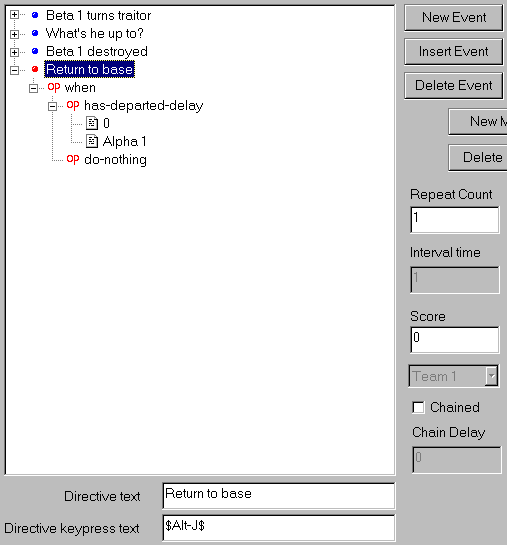 Beta 1 turns traitor
What's he up to?
Beta 1 destroyed
Return to base
op when
op has-departed-delay
0
Alpha 1
op do-nothing
New Event
Insert Event
Delete Event
New M
Delete
Repeat Count
1
Interval time
1
Score
0
Team 1
Chained
Chain Delay
0
Directive text
Return to base
Directive keypress text
$Alt-J$